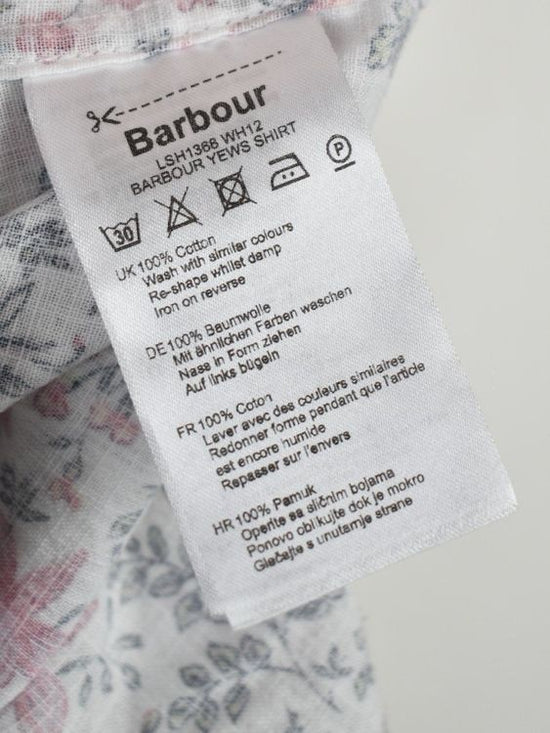 Barbour
LSH1366 WH12
BARBOUR YEWS SHIRT
30
P
UK 100% Cotton
Wash with similar colours
Re-shape whilst damp
Iron on reverse
DE 100% Baumwolle
Mit ähnlichen Farben waschen
Nass in Form ziehen
Auf links bügeln
FR 100% Coton
Laver avec des couleurs similaires
Redonner forme pendant que l'article
est encore humide
Repasser sur l'envers
HR 100% Pamuk
Operite sa sličnim bojama
Ponovo oblikujte dok je mokro
Glačajte s unutarnje strane